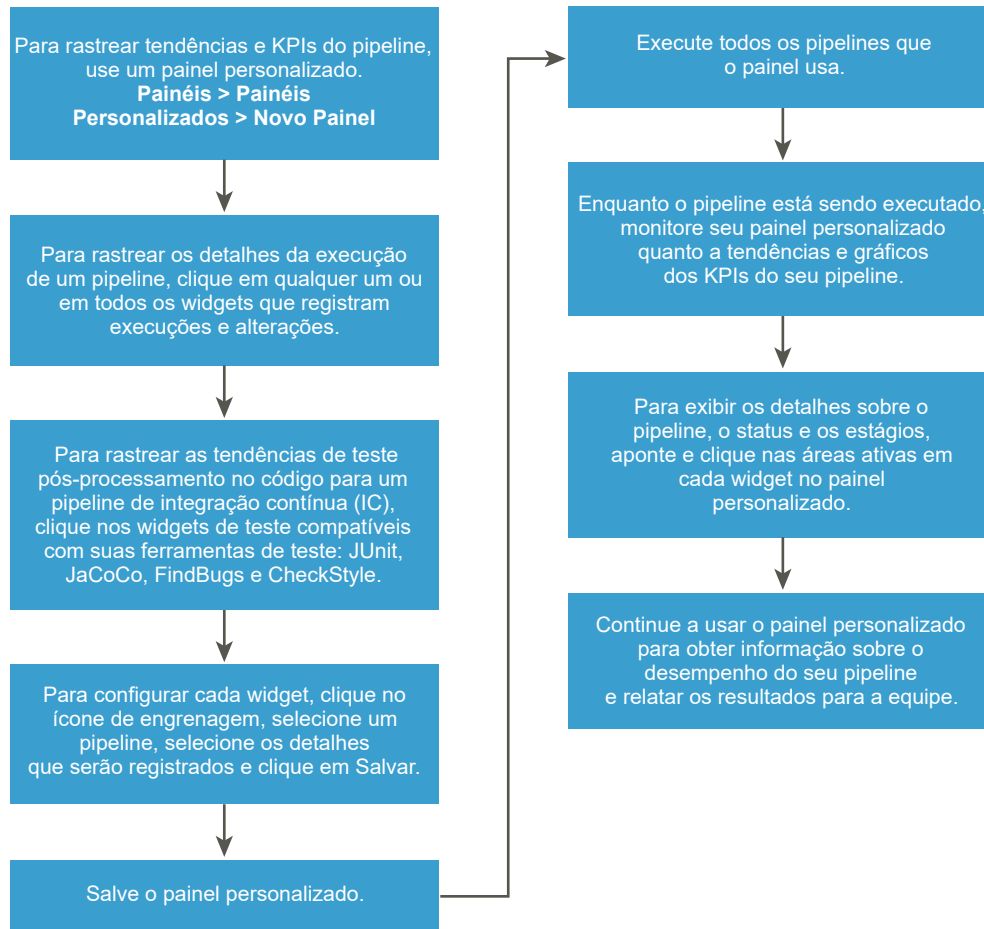 Para rastrear tendências e KPIs do pipeline,
use um painel personalizado.
Painéis > Painéis
Personalizados > Novo Painel
Para rastrear os detalhes da execução
de um pipeline, clique em qualquer um ou
em todos os widgets que registram
execuções e alterações.
Para rastrear as tendências de teste
pós-processamento no código para um
pipeline de integração contínua (IC),
clique nos widgets de teste compatíveis
com suas ferramentas de teste: JUnit,
JaCoCo, FindBugs e CheckStyle.
Para configurar cada widget, clique no
ícone de engrenagem, selecione um
pipeline, selecione os detalhes
que serão registrados e clique em Salvar.
Salve o painel personalizado.
Execute todos os pipelines que
o painel usa.
Enquanto o pipeline está sendo executado,
monitore seu painel personalizado
quanto a tendências e gráficos
dos KPIs do seu pipeline.
Para exibir os detalhes sobre o
pipeline, o status e os estágios,
aponte e clique nas áreas ativas em
cada widget no painel
personalizado.
Continue a usar o painel personalizado
para obter informação sobre o
desempenho do seu pipeline
e relatar os resultados para a equipe.